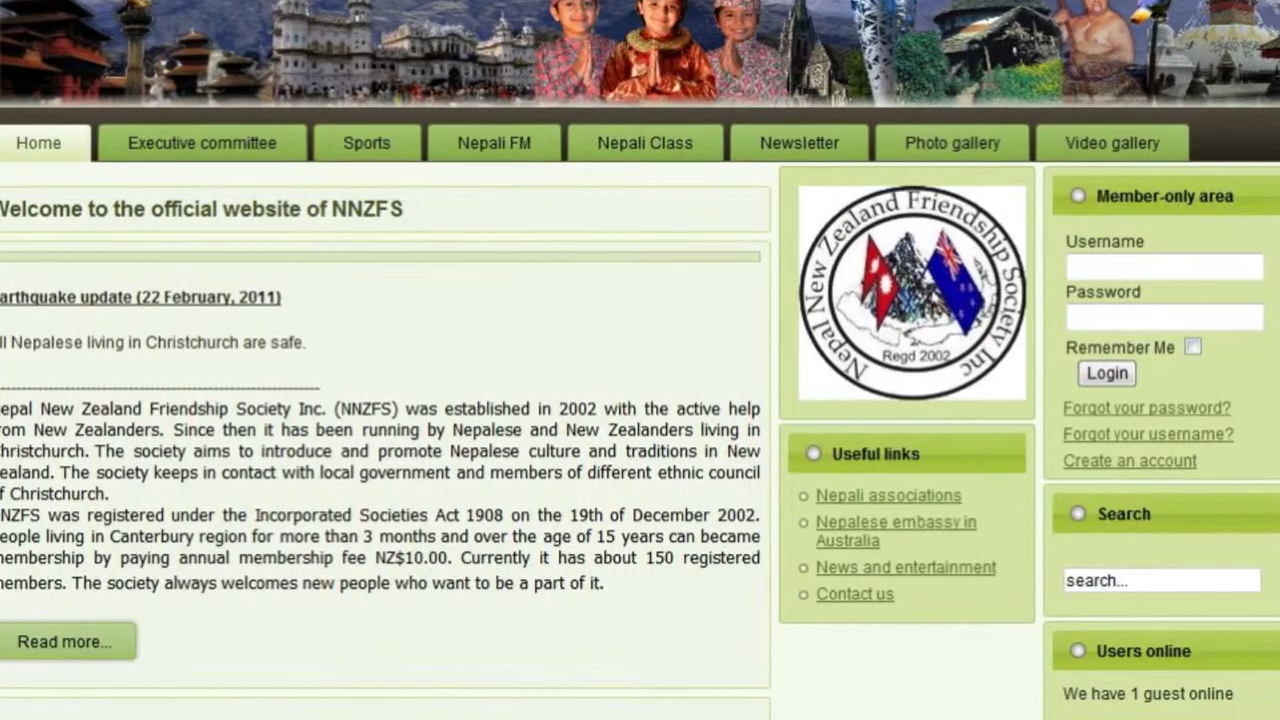 Home
Executive committee
Sports
Nepali FM
Nepali Class
Newsletter
Photo gallery
Video gallery
Welcome to the official website of NNZFS
arthquake update (22 February, 2011)
ll Nepalese living in Christchurch are safe.
epal New Zealand Friendship Society Inc. (NNZFS) was established in 2002 with the active help
rom New Zealanders. Since then it has been running by Nepalese and New Zealanders living in
hristchurch. The society aims to introduce and promote Nepalese culture and traditions in New
ealand. The society keeps in contact with local government and members of different ethnic council
f Christchurch.
NZFS was registered under the Incorporated Societies Act 1908 on the 19th of December 2002.
eople living in Canterbury region for more than 3 months and over the age of 15 years can became
membership by paying annual membership fee NZ$10.00. Currently it has about 150 registered
members. The society always welcomes new people who want to be a part of it.
Read more...
Nepal New Zealand Friendship Society Inc
Regd 2002
Useful links
Nepali associations
Nepalese embassy in
Australia
News and entertainment
Contact us
Member-only area
Username
Password
Remember Me
Login
Forgot your password?
Forgot your username?
Create an account
Search
search...
Users online
We have 1 guest online